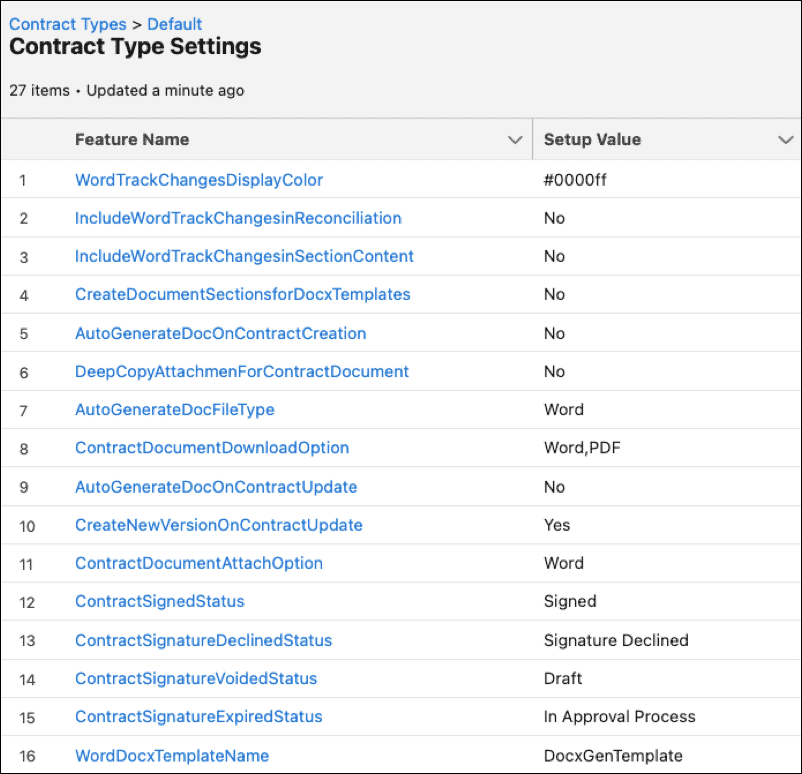 Contract Types > Default
Contract Type Settings
27 items • Updated a minute ago
Feature Name Setup Value
1 WordTrackChangesDisplayColor #0000ff
2 IncludeWordTrackChangesinReconciliation No
3 IncludeWordTrackChangesinSectionContent No
4 CreateDocumentSectionsforDocxTemplates No
5 AutoGenerateDocOnContractCreation No
6 DeepCopyAttachmenForContractDocument No
7 AutoGenerateDocFileType Word
8 ContractDocumentDownloadOption Word,PDF
9 AutoGenerateDocOnContractUpdate No
10 CreateNewVersionOnContractUpdate Yes
11 ContractDocumentAttachOption Word
12 ContractSignedStatus Signed
13 ContractSignatureDeclinedStatus Signature Declined
14 ContractSignatureVoidedStatus Draft
15 ContractSignatureExpiredStatus In Approval Process
16 WordDocxTemplateName DocxGenTemplate